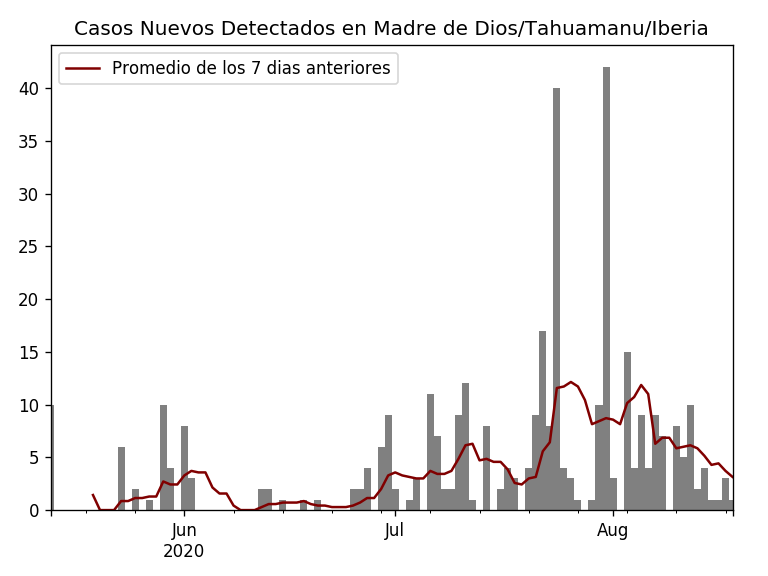 Casos Nuevos Detectados en Madre de Dios/Tahuamanu/Iberia
Promedio de los 7 dias anteriores
40
35
30
25
20
15
10
5
0
Jun
2020
Jul
Aug